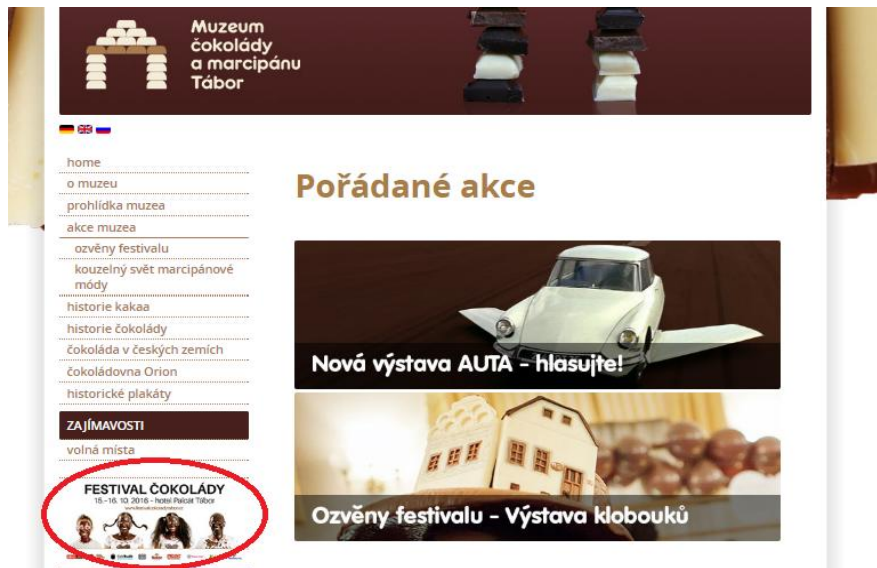 Muzeum
čokolády
a marcipánu
Tábor
home
o muzeu
prohlídka muzea
akce muzea
ozvěny festivalu
kouzelný svět marcipánové
módy
historie kakaa
historie čokolády
čokoláda v českých zemích
čokoládovna Orion
historické plakáty
ZAJÍMAVOSTI
volná místa
FESTIVAL ČOKOLÁDY
15.-16. 10. 2016 - hotel Palcát Tábor
Pořádané akce
Nová výstava AUTA - hlasujte!
Ozvěny festivalu - Výstava klobouků